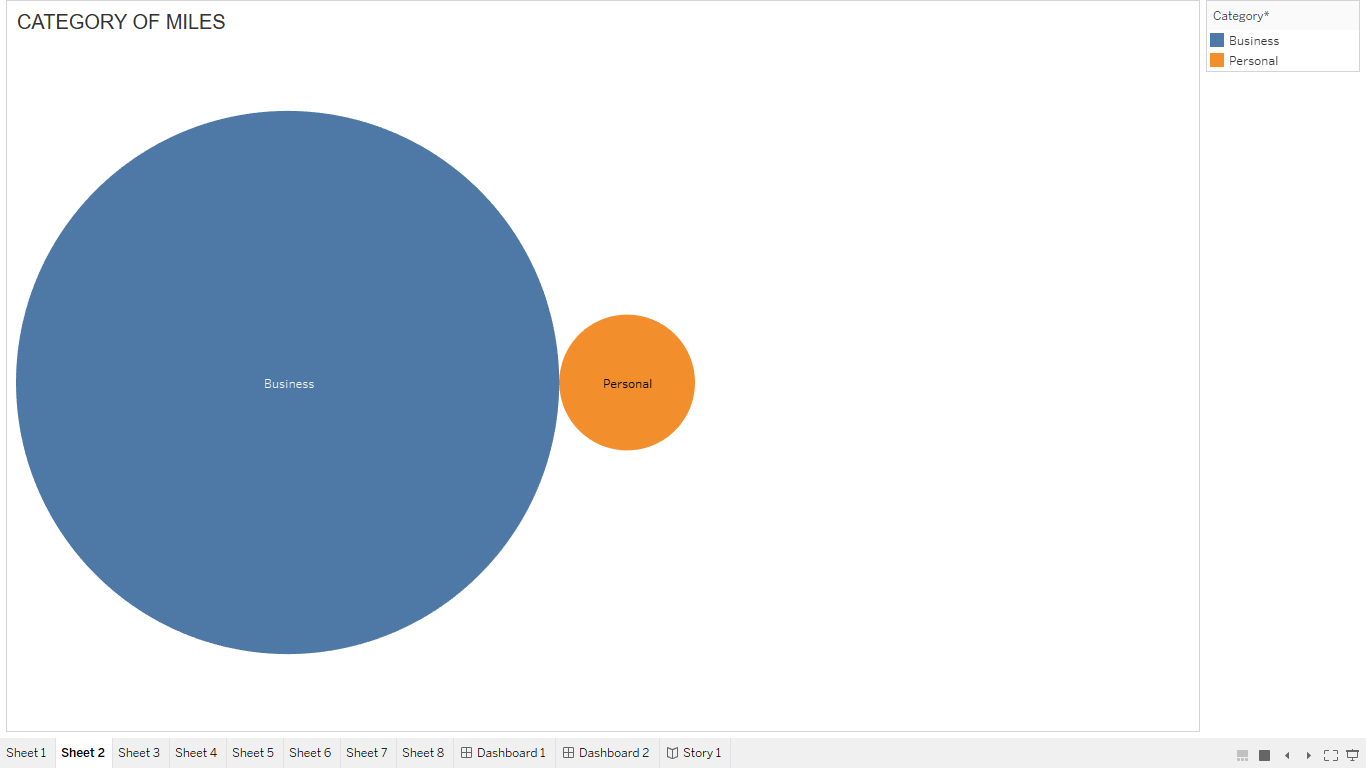 CATEGORY OF MILES
Category*
Business
Personal
Business
Personal
Sheet 1
Sheet 2
Sheet 3
Sheet 4
Sheet 5
Sheet 6
Sheet 7
Sheet 8
Dashboard 1
Dashboard 2
Story 1